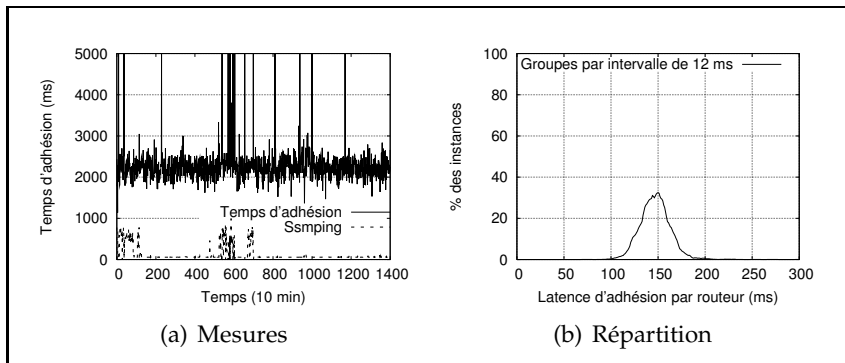 5000
4000
3000
2000
1000
0
Temps d'adhésion (ms)
Temps d'adhésion
Ssmping
0 200 400 600 800 1000 1200 1400
Temps (10 min)
(a) Mesures
100
80
60
40
20
0
% des instances
Groupes par intervalle de 12 ms
0 50 100 150 200 250 300
Latence d'adhésion par routeur (ms)
(b) Répartition